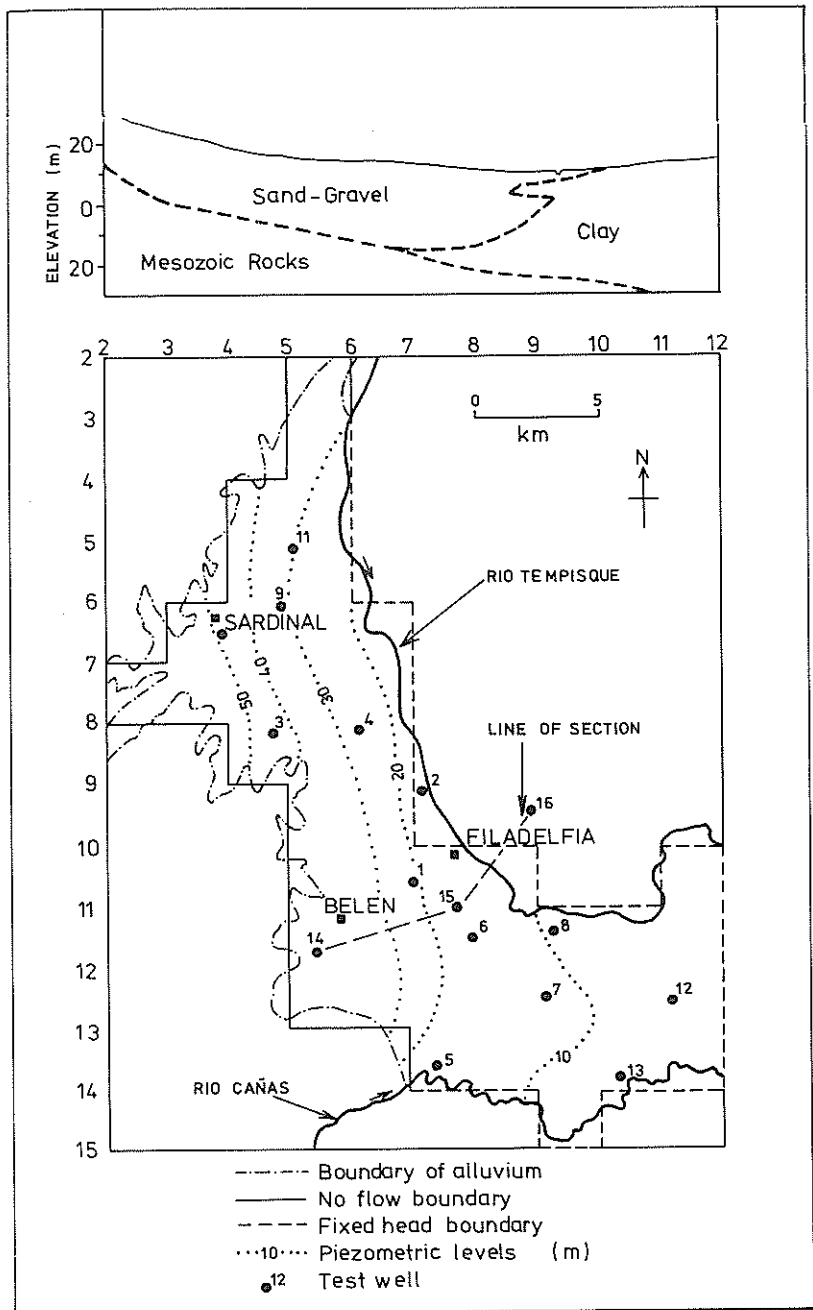 ELEVATION (m)
20
0
20
Sand-Gravel
Clay
Mesozoic Rocks
2 3 4 5 6 7 8 9 10 11 12
2
3
4
5
6
7
8
9
10
11
12
13
14
15
0 5
km
N
11
RIO TEMPISQUE
9
SARDINAL
50
40
30
20
3
4
LINE OF SECTION
2
16
FILADELFIA
1
BELEN
15
14
6
8
7
12
10
5
13
RIO CAÑAS
Boundary of alluvium
No flow boundary
Fixed head boundary
10 Piezometric levels (m)
12 Test well